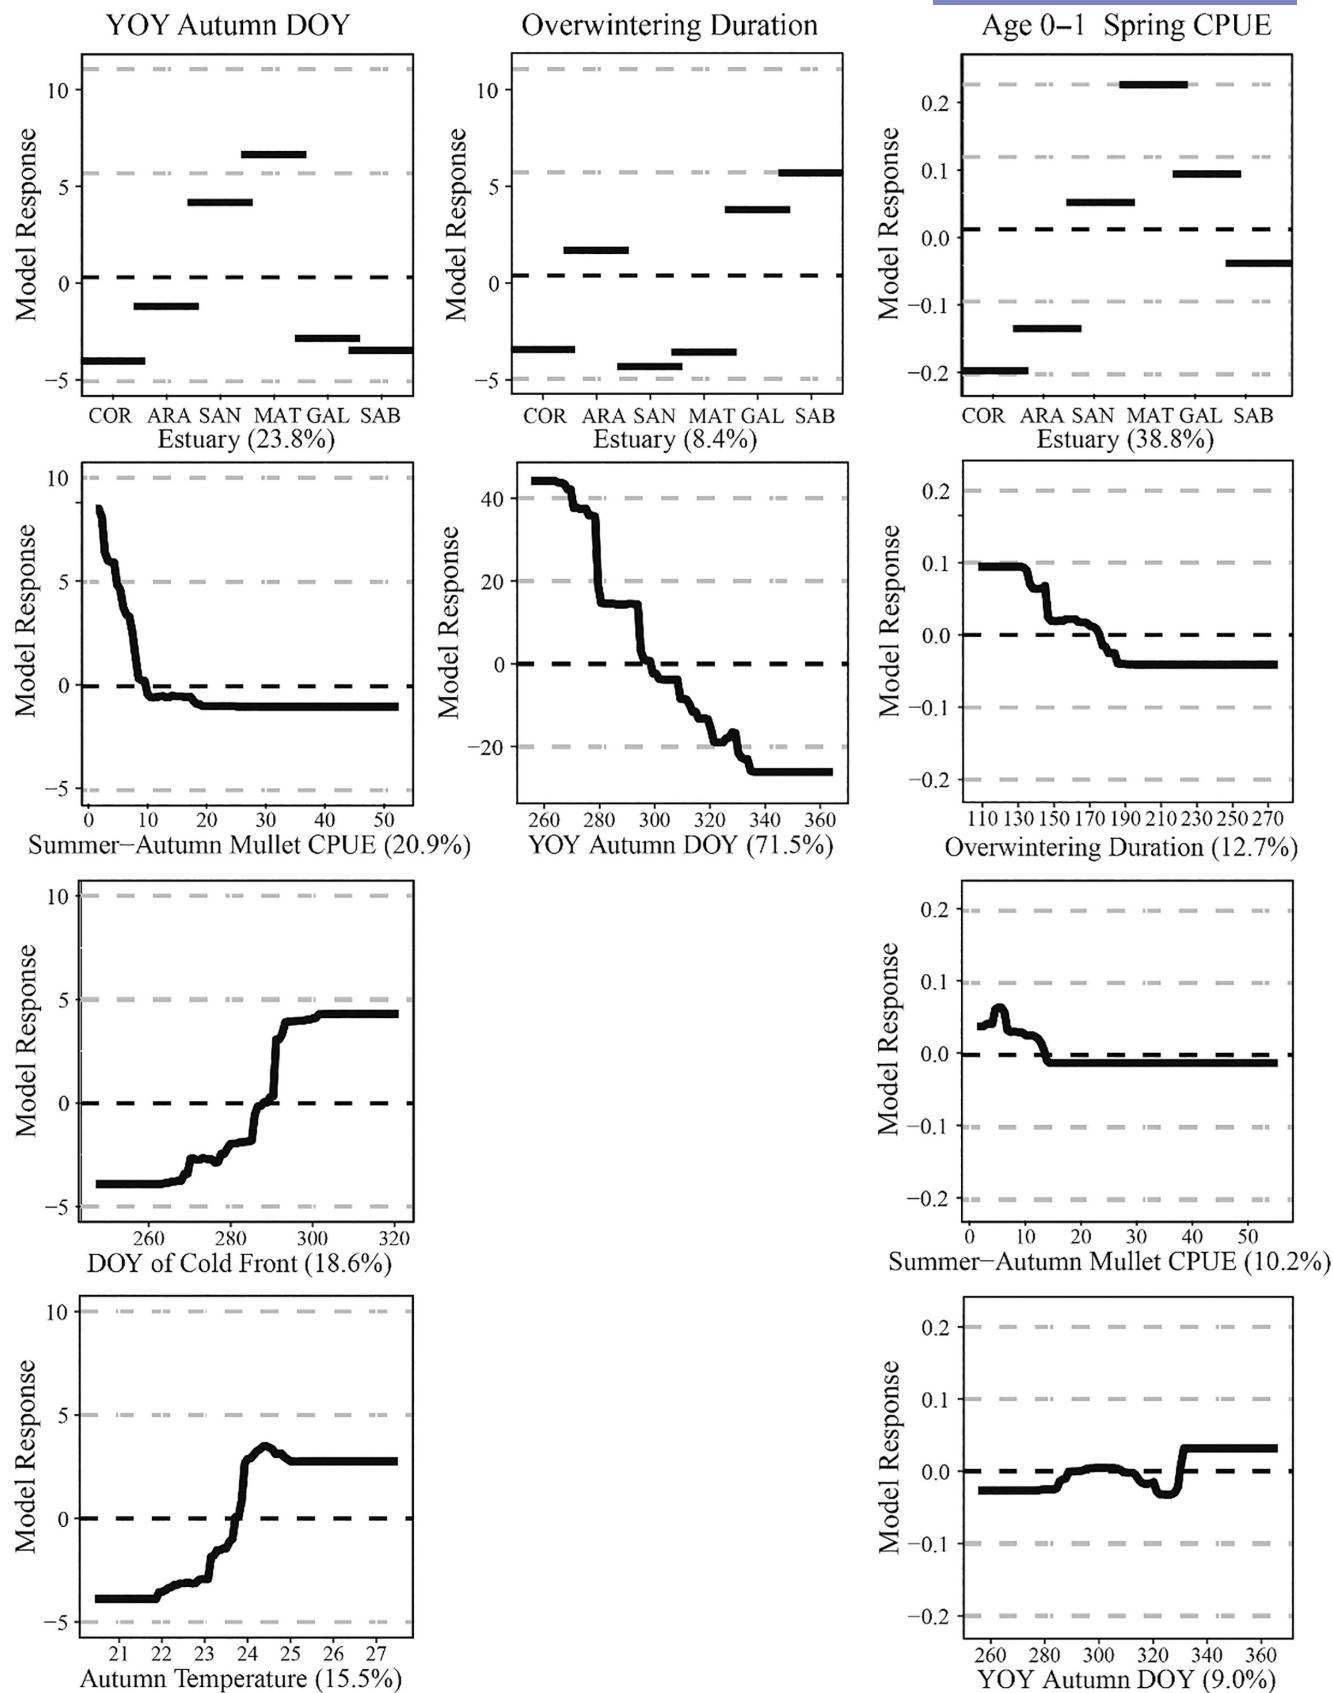 YOY Autumn DOY
Overwintering Duration
Age 0–1 Spring CPUE
Model Response
10
5
0
−5
COR ARA SAN MAT GAL SAB
Estuary (23.8%)
Model Response
10
5
0
−5
COR ARA SAN MAT GAL SAB
Estuary (8.4%)
Model Response
0.2
0.1
0.0
−0.1
−0.2
COR ARA SAN MAT GAL SAB
Estuary (38.8%)
Model Response
10
5
0
−5
0 10 20 30 40 50
Summer−Autumn Mullet CPUE (20.9%)
Model Response
40
20
0
−20
260 280 300 320 340 360
YOY Autumn DOY (71.5%)
Model Response
0.2
0.1
0.0
−0.1
−0.2
110 130 150 170 190 210 230 250 270
Overwintering Duration (12.7%)
Model Response
10
5
0
−5
260 280 300 320
DOY of Cold Front (18.6%)
Model Response
0.2
0.1
0.0
−0.1
−0.2
0 10 20 30 40 50
Summer−Autumn Mullet CPUE (10.2%)
Model Response
10
5
0
−5
21 22 23 24 25 26 27
Autumn Temperature (15.5%)
Model Response
0.2
0.1
0.0
−0.1
−0.2
260 280 300 320 340 360
YOY Autumn DOY (9.0%)